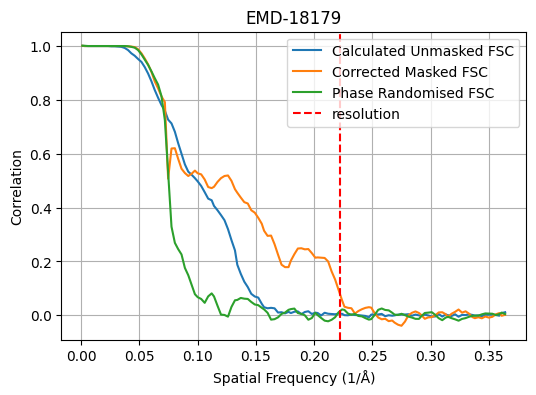 EMD-18179
Calculated Unmasked FSC
Corrected Masked FSC
Phase Randomised FSC
resolution
Correlation
1.0
0.8
0.6
0.4
0.2
0.0
0.00 0.05 0.10 0.15 0.20 0.25 0.30 0.35
Spatial Frequency (1/Å)